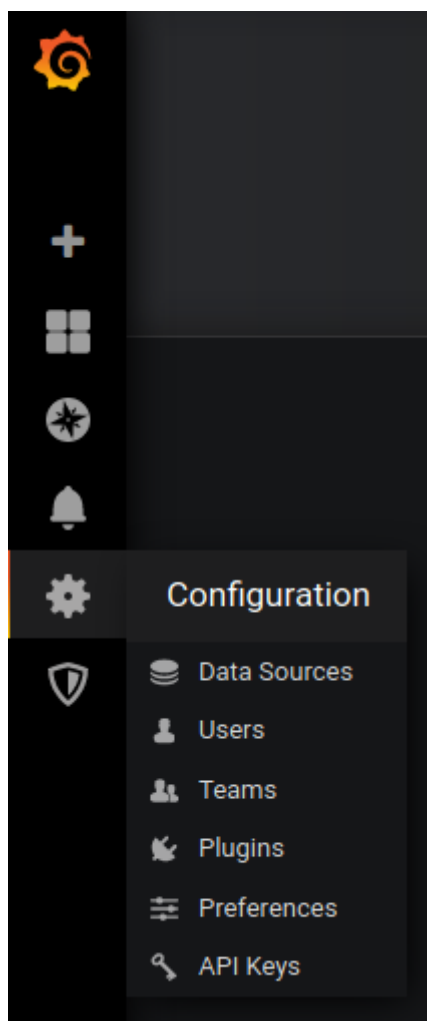 Configuration
Data Sources
Users
Teams
Plugins
Preferences
API Keys